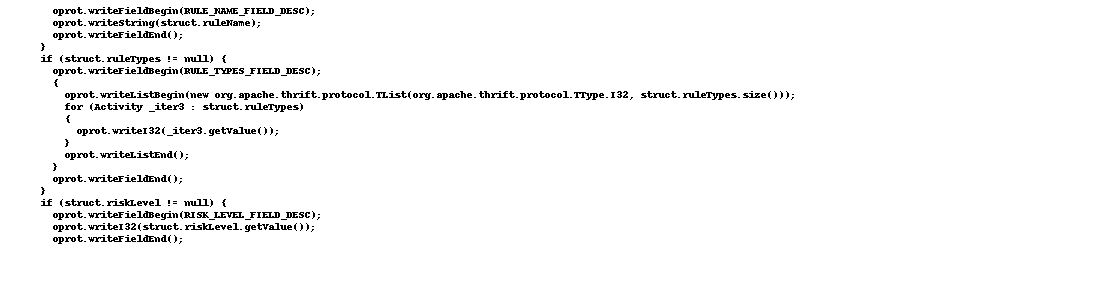 oprot.writeFieldBegin(RULE_NAME_FIELD_DESC);
oprot.writeString(struct.ruleName);
oprot.writeFieldEnd();
}
if (struct.ruleTypes != null) {
oprot.writeFieldBegin(RULE_TYPES_FIELD_DESC);
{
oprot.writeListBegin(new org.apache.thrift.protocol.TList(org.apache.thrift.protocol.TType.I32, struct.ruleTypes.size()));
for (Activity _iter3 : struct.ruleTypes)
{
oprot.writeI32(_iter3.getValue());
}
oprot.writeListEnd();
}
oprot.writeFieldEnd();
}
if (struct.riskLevel != null) {
oprot.writeFieldBegin(RISK_LEVEL_FIELD_DESC);
oprot.writeI32(struct.riskLevel.getValue());
oprot.writeFieldEnd();